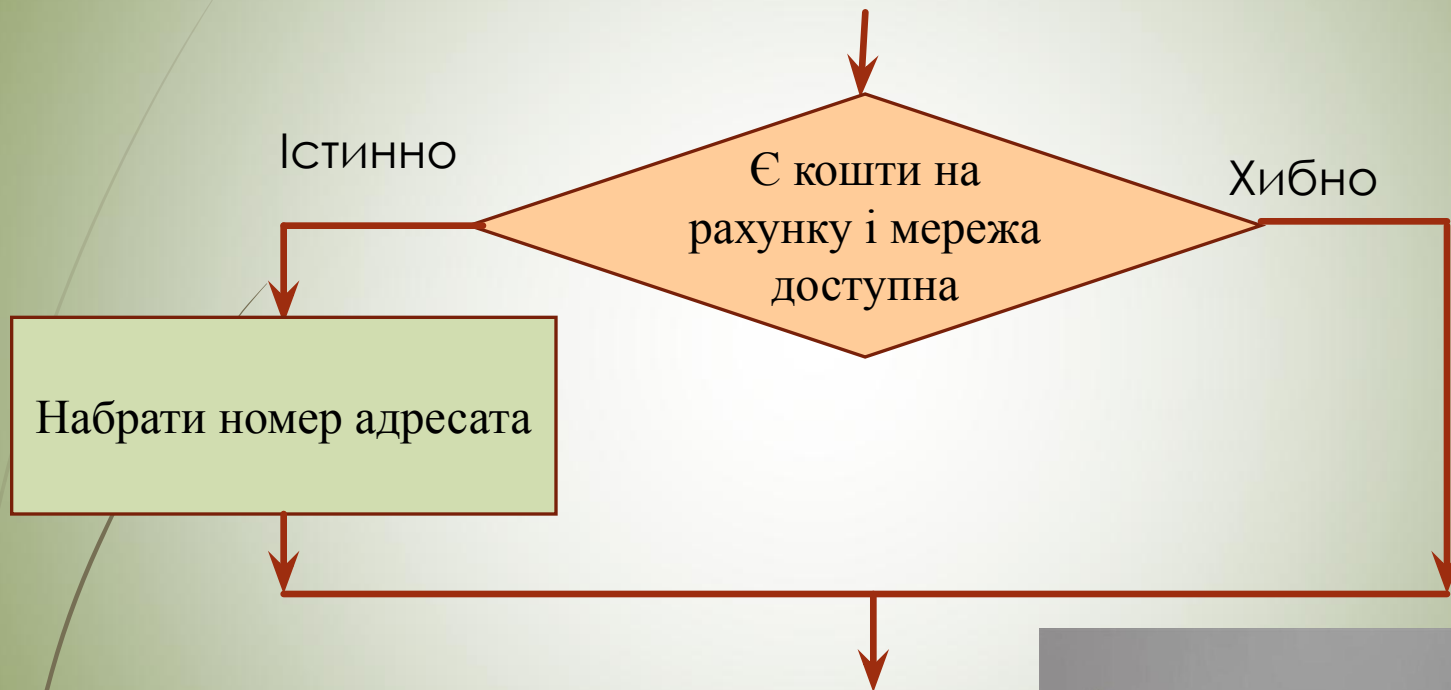 Істинно
Є кошти на
рахунку і мережа
доступна
Хибно
Набрати номер адресата